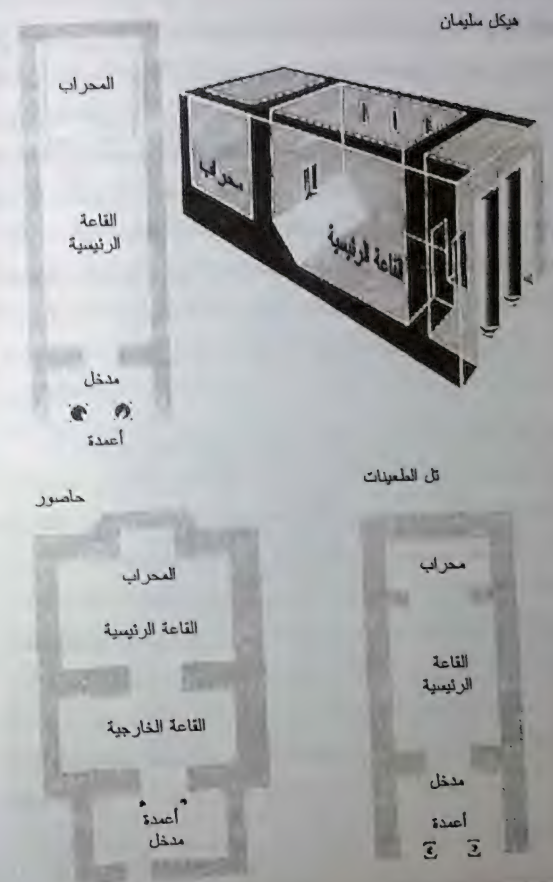 هيكل سليمان
المحراب
القاعة
الرئيسية
مدخل
أعمدة
محراب
القاعة الرئيسية
حاصور
المحراب
القاعة الرئيسية
القاعة الخارجية
أعمدة
مدخل
تل الطعينات
محراب
القاعة
الرئيسية
مدخل
أعمدة